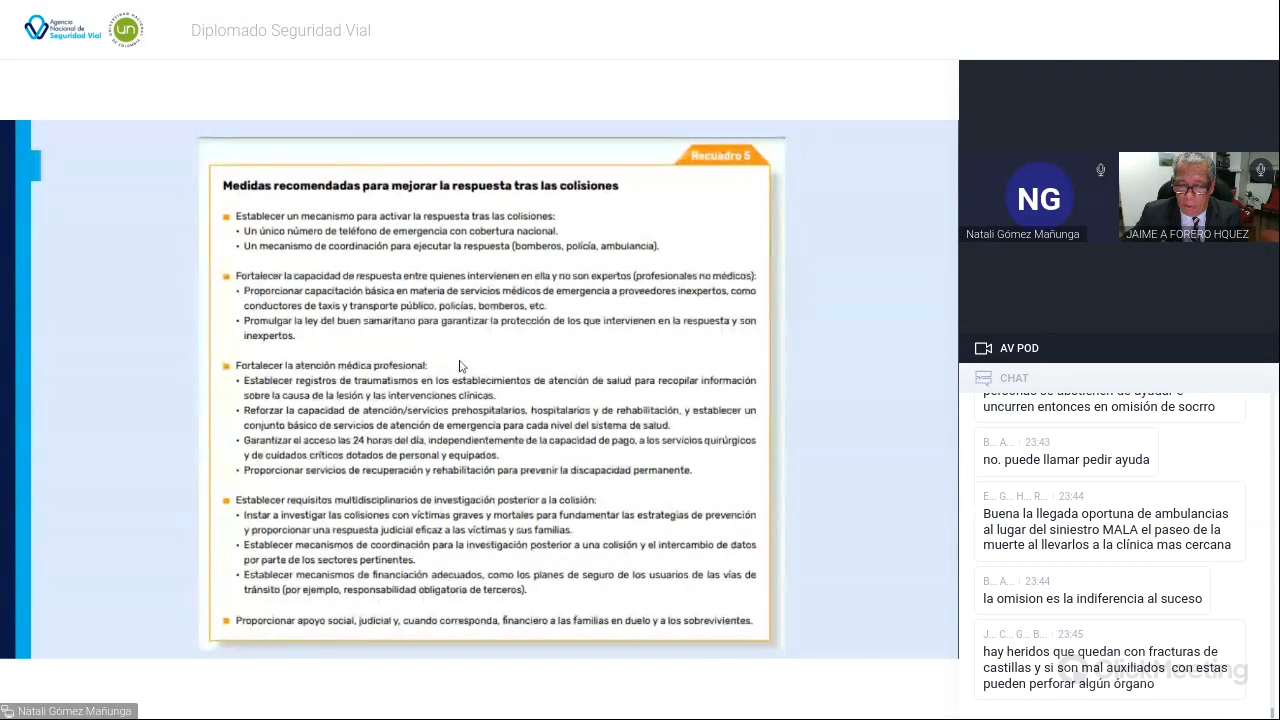 Agencia
Nacional de
Seguridad Vial
un
Diplomado Seguridad Vial
Recuadro 5
Medidas recomendadas para mejorar la respuesta tras las colisiones
Establecer un mecanismo para activar la respuesta tras las colisiones:
• Un único número de teléfono de emergencia con cobertura nacional.
• Un mecanismo de coordinación para ejecutar la respuesta (bomberos, policía, ambulancia).
Fortalecer la capacidad de respuesta entre quienes intervienen en ella y no son expertos (profesionales no médicos):
• Proporcionar capacitación básica en materia de servicios médicos de emergencia a proveedores inexpertos, como
conductores de taxis y transporte público, policías, bomberos, etc.
• Promulgar la ley del buen samaritano para garantizar la protección de los que intervienen en la respuesta y son
inexpertos.
Fortalecer la atención médica profesional:
• Establecer registros de traumatismos en los establecimientos de atención de salud para recopilar información
sobre la causa de la lesión y las intervenciones clínicas.
• Reforzar la capacidad de atención/servicios prehospitalarios, hospitalarios y de rehabilitación, y establecer un
conjunto básico de servicios de atención de emergencia para cada nivel del sistema de salud.
• Garantizar el acceso las 24 horas del día, independientemente de la capacidad de pago, a los servicios quirúrgicos
y de cuidados críticos dotados de personal y equipados.
• Proporcionar servicios de recuperación y rehabilitación para prevenir la discapacidad permanente.
Establecer requisitos multidisciplinarios de investigación posterior a la colisión:
• Instar a investigar las colisiones con víctimas graves y mortales para fundamentar las estrategias de prevención
y proporcionar una respuesta judicial eficaz a las víctimas y sus familias.
• Establecer mecanismos de coordinación para la investigación posterior a una colisión y el intercambio de datos
por parte de los sectores pertinentes.
• Establecer mecanismos de financiación adecuados, como los planes de seguro de los usuarios de las vías de
tránsito (por ejemplo, responsabilidad obligatoria de terceros).
Proporcionar apoyo social, judicial y, cuando corresponda, financiero a las familias en duelo y a los sobrevivientes.
Natali Gómez Mañunga
NG
Natali Gómez Mañunga
JAIME A FORERO HQUEZ
AV POD
CHAT
uncurren entonces en omisión de socrro
B... A... 23:43
no. puede llamar pedir ayuda
E... G... H... R... 23:44
Buena la llegada oportuna de ambulancias
al lugar del siniestro MALA el paseo de la
muerte al llevarlos a la clínica mas cercana
B... A... 23:44
la omision es la indiferencia al suceso
J... C... G... B... 23:45
hay heridos que quedan con fracturas de
castillas y si son mal auxiliados con estas
pueden perforar algún órgano
ClickMeeting